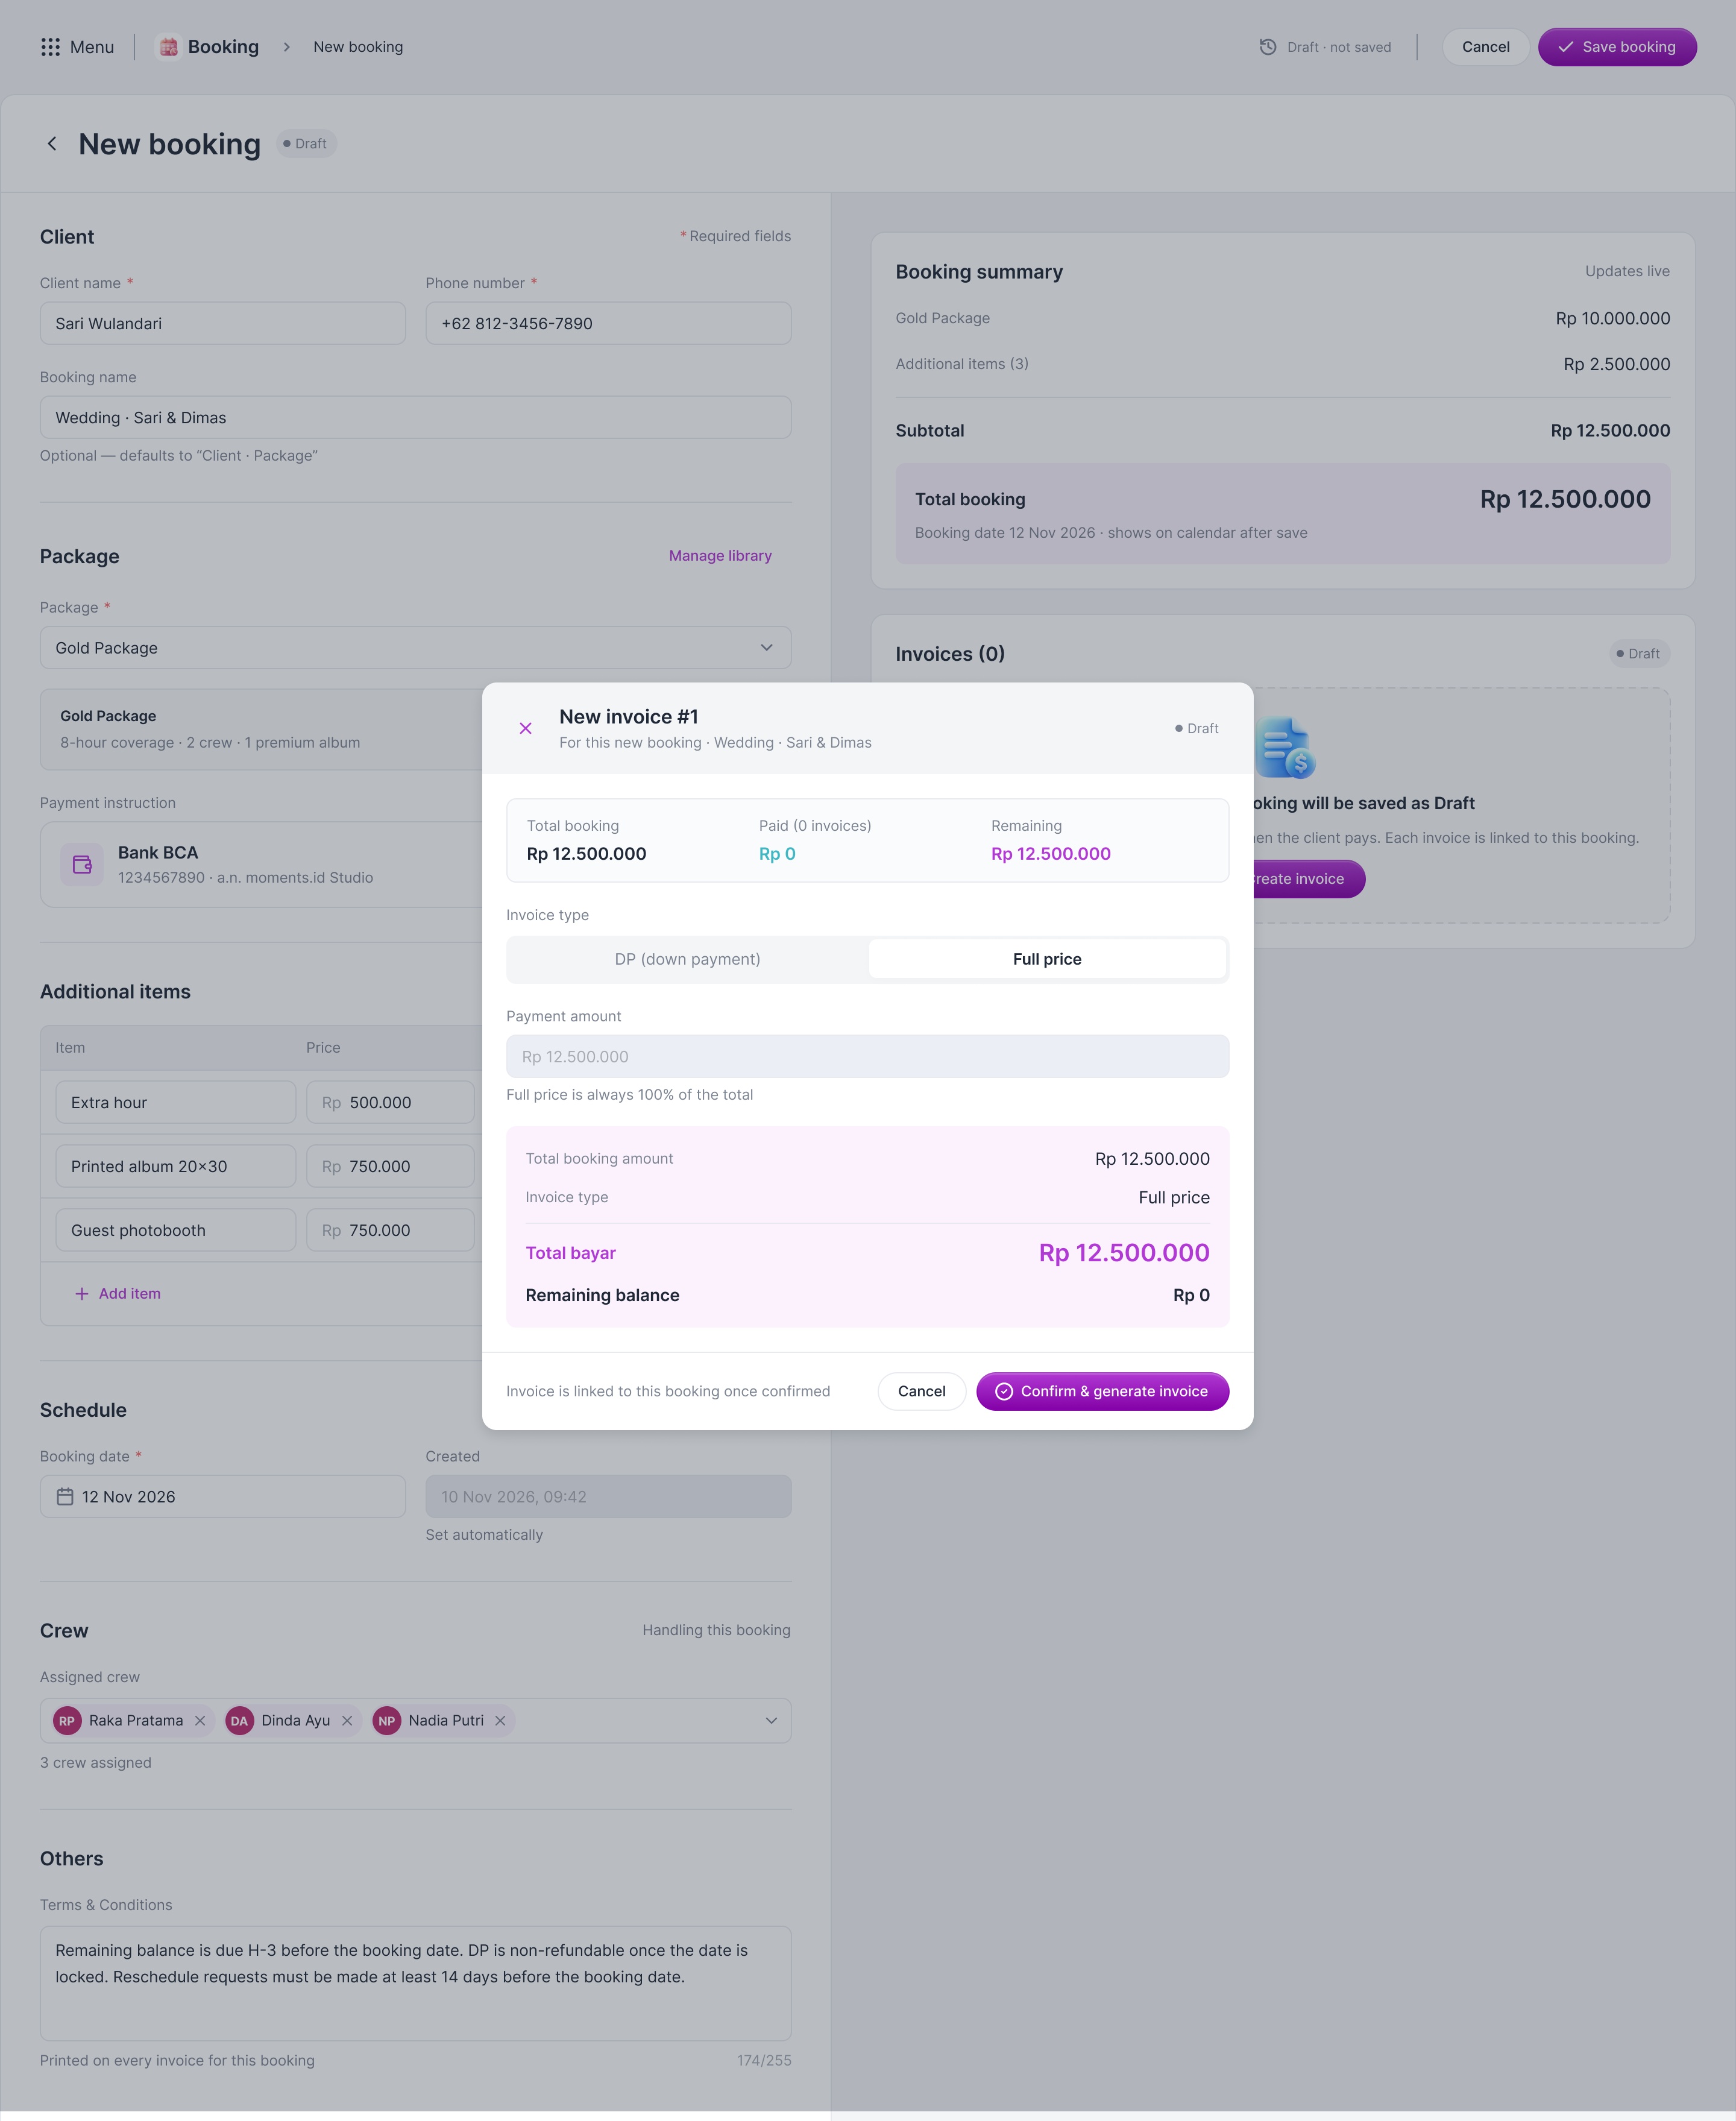 Menu
Booking
New booking
Draft · not saved
Cancel
Save booking
New booking
Draft
Client
* Required fields
Client name *
Phone number *
Sari Wulandari
+62 812-3456-7890
Booking name
Wedding · Sari & Dimas
Optional — defaults to “Client · Package”
Package
Manage library
Package *
Gold Package
Gold Package
8-hour coverage · 2 crew · 1 premium album
Payment instruction
Bank BCA
1234567890 · a.n. moments.id Studio
Additional items
Item
Price
Extra hour
Rp 500.000
Printed album 20×30
Rp 750.000
Guest photobooth
Rp 750.000
Add item
Schedule
Booking date *
Created
12 Nov 2026
10 Nov 2026, 09:42
Set automatically
Crew
Handling this booking
Assigned crew
RP Raka Pratama
DA Dinda Ayu
NP Nadia Putri
3 crew assigned
Others
Terms & Conditions
Remaining balance is due H-3 before the booking date. DP is non-refundable once the date is
locked. Reschedule requests must be made at least 14 days before the booking date.
Printed on every invoice for this booking
174/255
Booking summary
Updates live
Gold Package
Rp 10.000.000
Additional items (3)
Rp 2.500.000
Subtotal
Rp 12.500.000
Total booking
Rp 12.500.000
Booking date 12 Nov 2026 · shows on calendar after save
Invoices (0)
Draft
will be saved as Draft
the client pays. Each invoice is linked to this booking.
invoice
New invoice #1
For this new booking · Wedding · Sari & Dimas
Draft
Total booking
Paid (0 invoices)
Remaining
Rp 12.500.000
Rp 0
Rp 12.500.000
Invoice type
DP (down payment)
Full price
Payment amount
Rp 12.500.000
Full price is always 100% of the total
Total booking amount
Rp 12.500.000
Invoice type
Full price
Total bayar
Rp 12.500.000
Remaining balance
Rp 0
Invoice is linked to this booking once confirmed
Cancel
Confirm & generate invoice